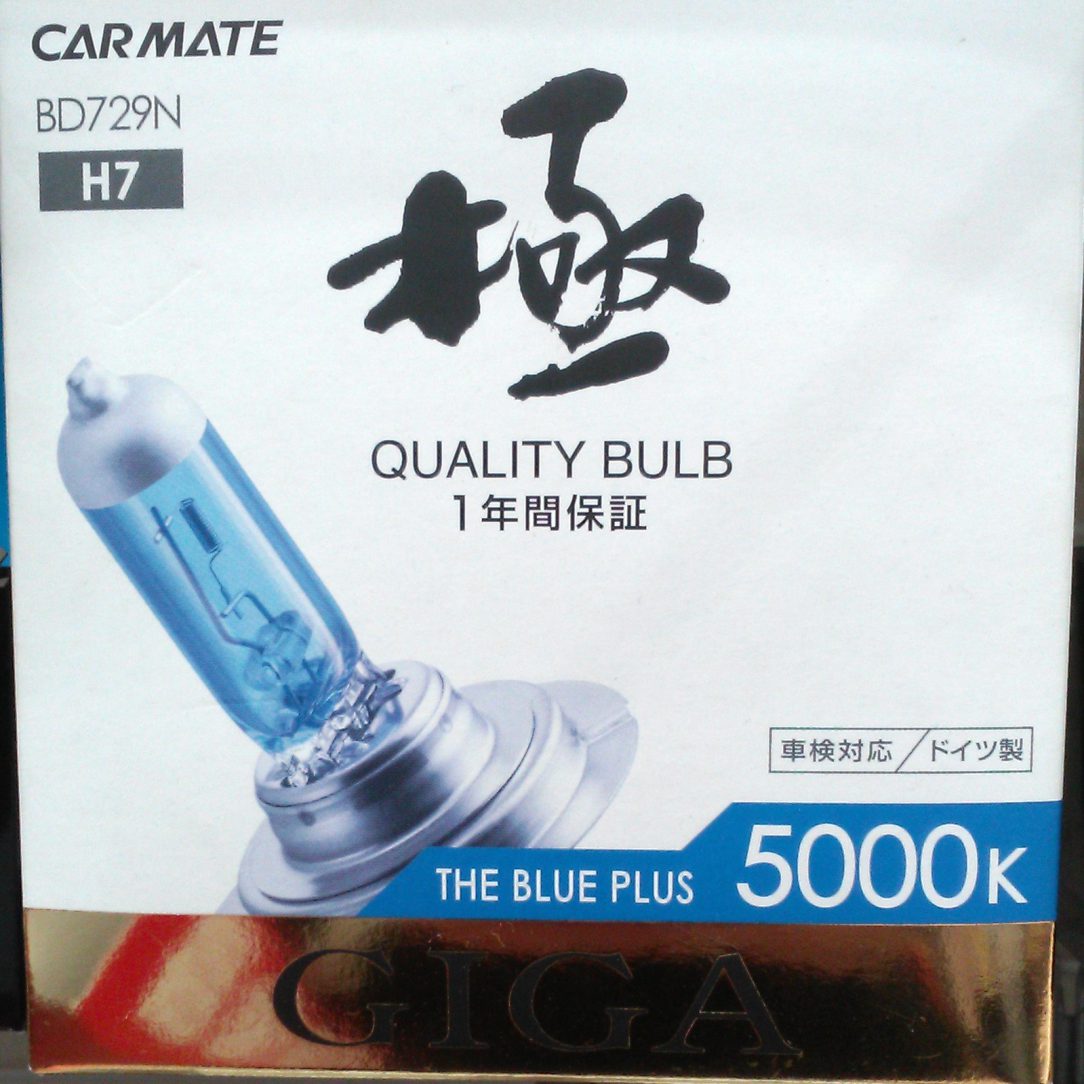 CARMATE
BD729N
H7
極
QUALITY BULB
1年間保証
車検対応/ドイツ製
THE BLUE PLUS 5000K
GIGA